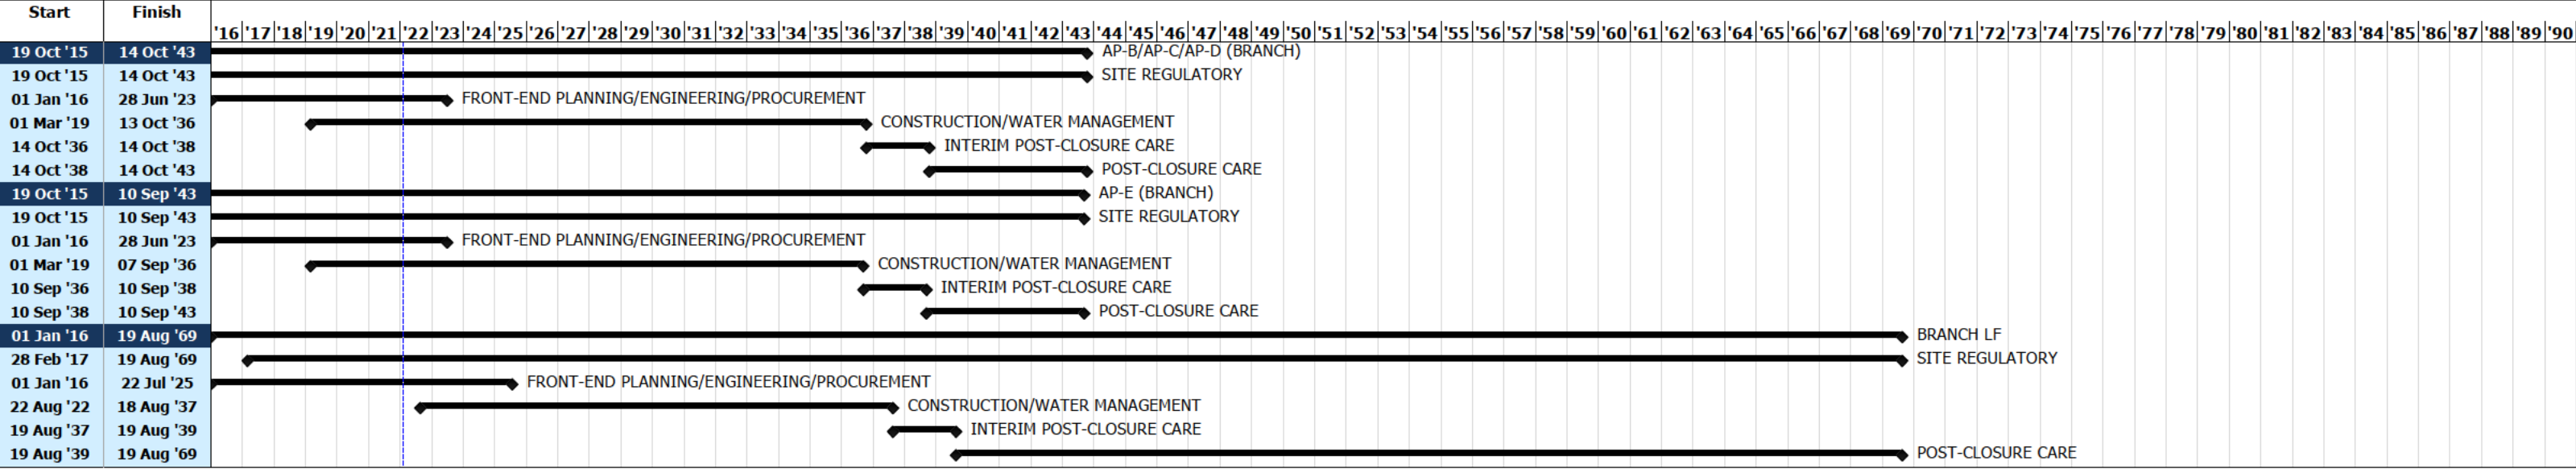 Start Finish
'16 '17 '18 '19 '20 '21 '22 '23 '24 '25 '26 '27 '28 '29 '30 '31 '32 '33 '34 '35 '36 '37 '38 '39 '40 '41 '42 '43 '44 '45 '46 '47 '48 '49 '50 '51 '52 '53 '54 '55 '56 '57 '58 '59 '60 '61 '62 '63 '64 '65 '66 '67 '68 '69 '70 '71 '72 '73 '74 '75 '76 '77 '78 '79 '80 '81 '82 '83 '84 '85 '86 '87 '88 '89 '90
19 Oct '15 14 Oct '43 AP-B/AP-C/AP-D (BRANCH)
19 Oct '15 14 Oct '43 SITE REGULATORY
01 Jan '16 28 Jun '23 FRONT-END PLANNING/ENGINEERING/PROCUREMENT
01 Mar '19 13 Oct '36 CONSTRUCTION/WATER MANAGEMENT
14 Oct '36 14 Oct '38 INTERIM POST-CLOSURE CARE
14 Oct '38 14 Oct '43 POST-CLOSURE CARE
19 Oct '15 10 Sep '43 AP-E (BRANCH)
19 Oct '15 10 Sep '43 SITE REGULATORY
01 Jan '16 28 Jun '23 FRONT-END PLANNING/ENGINEERING/PROCUREMENT
01 Mar '19 07 Sep '36 CONSTRUCTION/WATER MANAGEMENT
10 Sep '36 10 Sep '38 INTERIM POST-CLOSURE CARE
10 Sep '38 10 Sep '43 POST-CLOSURE CARE
01 Jan '16 19 Aug '69 BRANCH LF
28 Feb '17 19 Aug '69 SITE REGULATORY
01 Jan '16 22 Jul '25 FRONT-END PLANNING/ENGINEERING/PROCUREMENT
22 Aug '22 18 Aug '37 CONSTRUCTION/WATER MANAGEMENT
19 Aug '37 19 Aug '39 INTERIM POST-CLOSURE CARE
19 Aug '39 19 Aug '69 POST-CLOSURE CARE